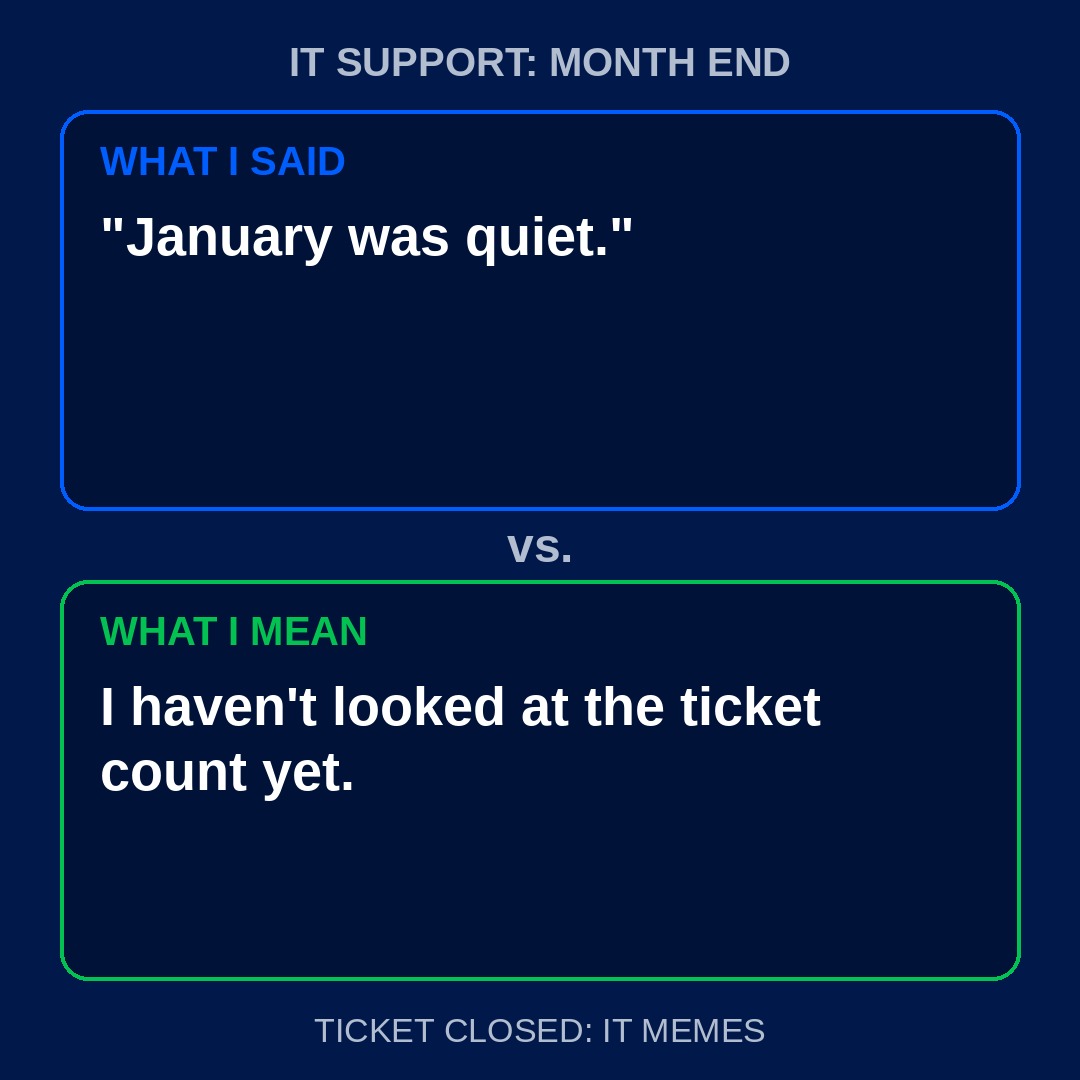 IT SUPPORT: MONTH END
WHAT I SAID
"January was quiet."
vs.
WHAT I MEAN
I haven't looked at the ticket
count yet.
TICKET CLOSED: IT MEMES